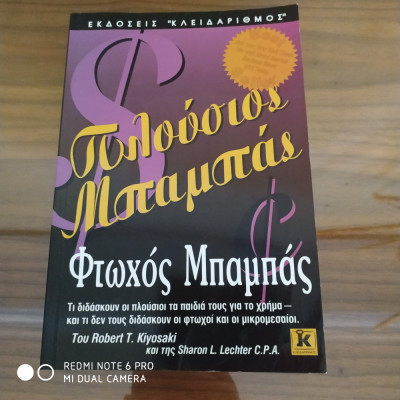 ΕΚΔΟΣΕΙΣ "ΚΛΕΙΔΑΡΙΘΜΟΣ"
Πλούσιος
Μπαμπάς
Φτωχός Μπαμπάς
Τι διδάσκουν οι πλούσιοι τα παιδιά τους για το χρήμα –
και τι δεν τους διδάσκουν οι φτωχοί και οι μικρομεσαίοι.
Του Robert T. Kiyosaki
και της Sharon L. Lechter C.P.A.
REDMI NOTE 6 PRO
MI DUAL CAMERA